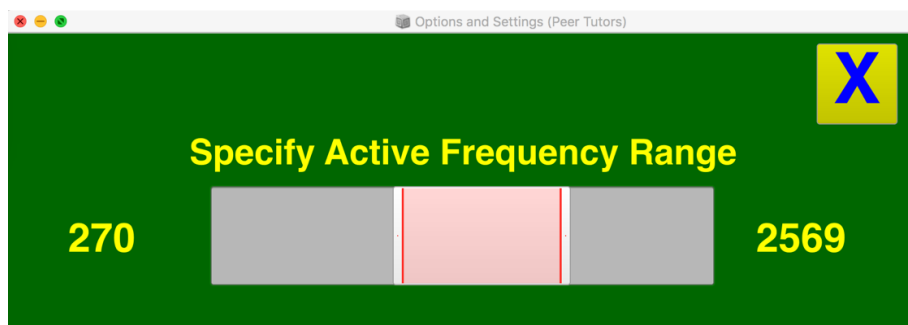 Options and Settings (Peer Tutors)
X
Specify Active Frequency Range
270
2569